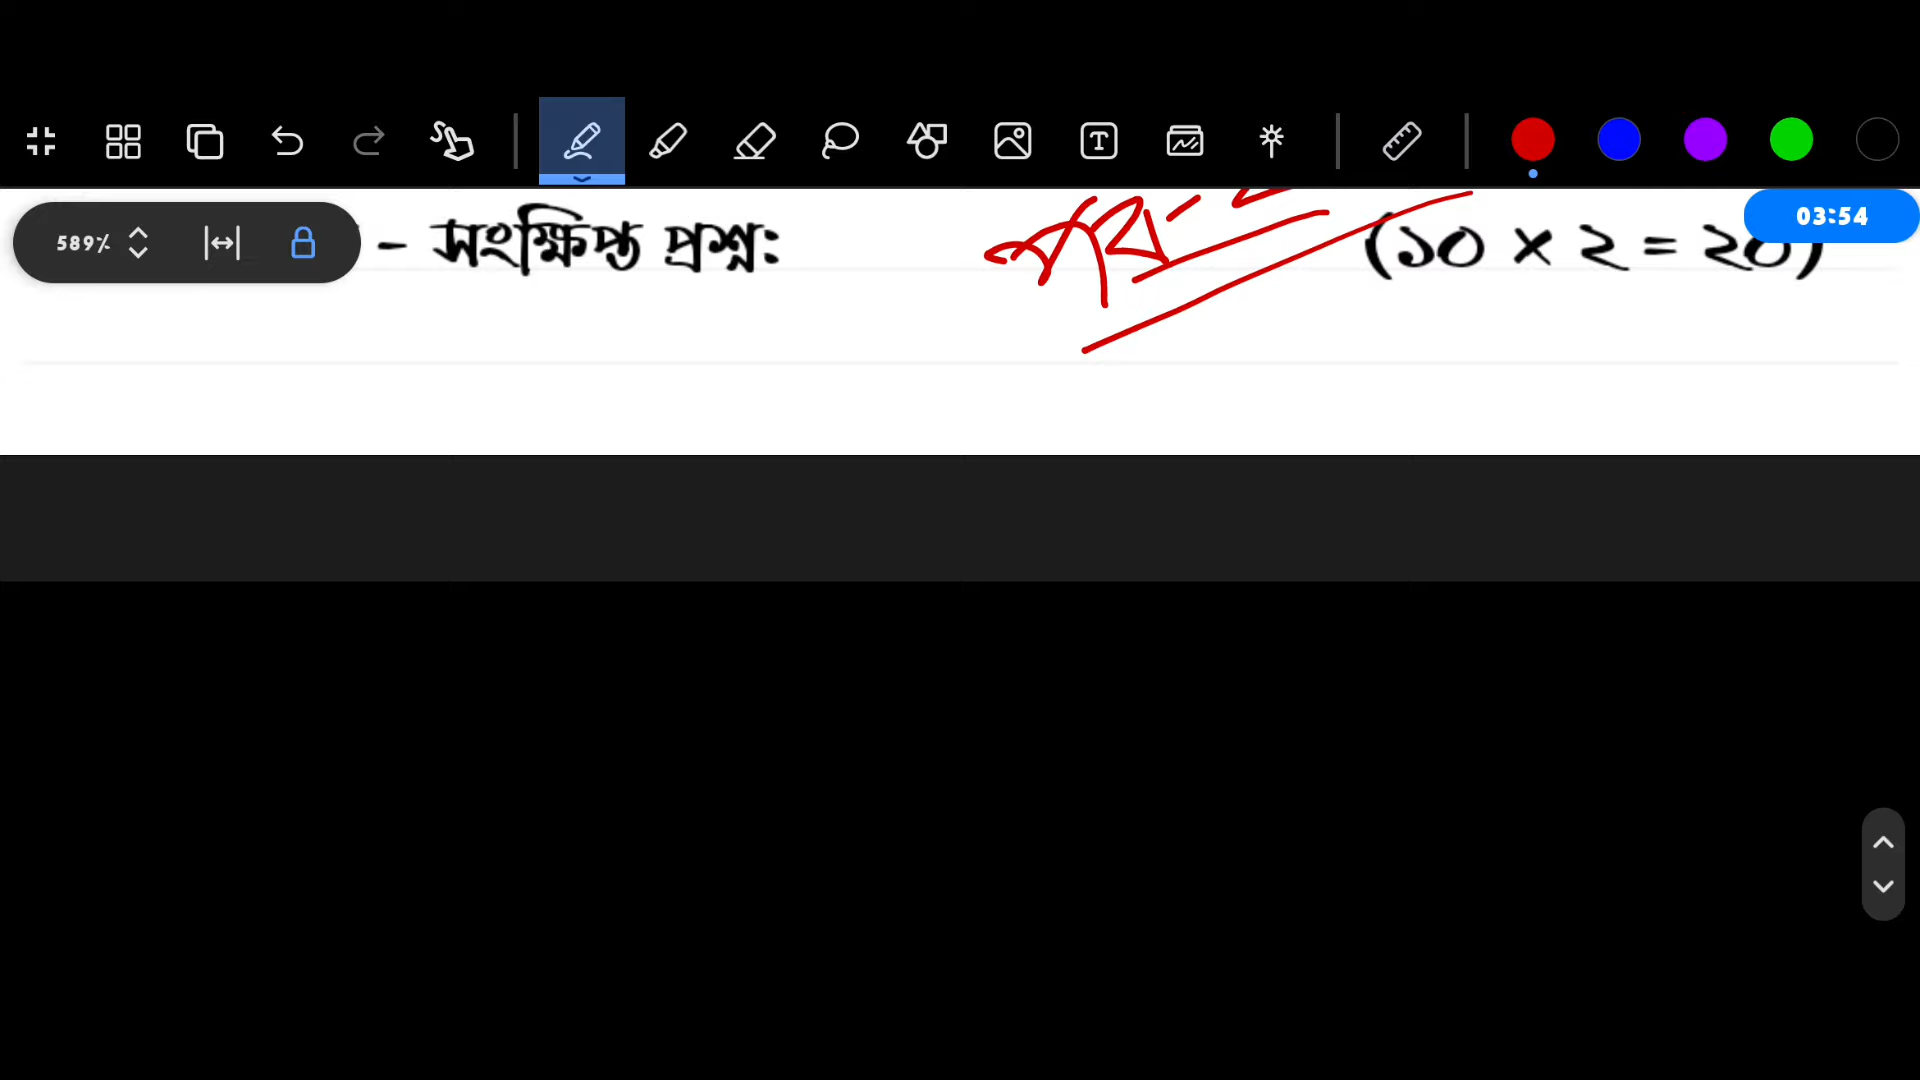 589%
- সংক্ষিপ্ত প্রশ্ন:
(১০ × ২ = ২০)
03:54